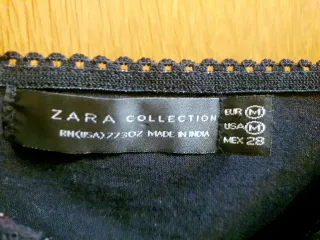 ZARA COLLECTION
RN(USA)77302 MADE IN INDIA
EUR M
USA M
MEX 28